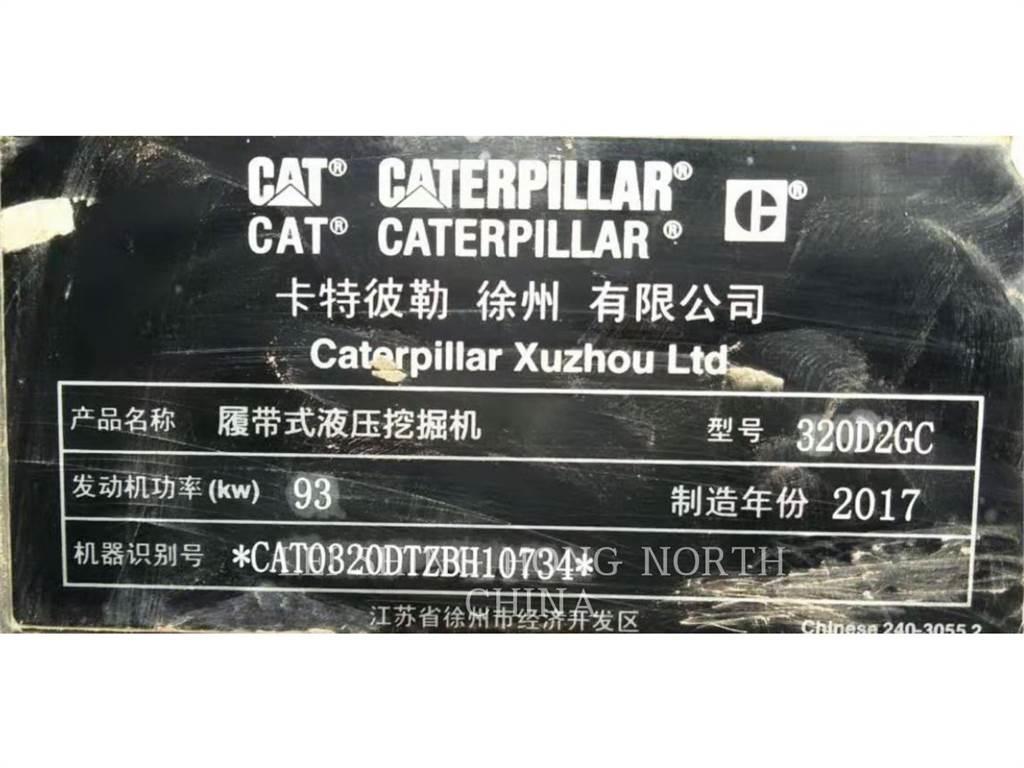 CAT® CATERPILLAR® ®
CAT® CATERPILLAR®
卡特彼勒 徐州 有限公司
Caterpillar Xuzhou Ltd
产品名称 履带式液压挖掘机 型号 320D2GC
发动机功率(kw) 93 制造年份 2017
机器识别号 *CAT0320DTZBH10734*
NORTH
CHINA
江苏省徐州市经济开发区
Chinese 240-3055 2